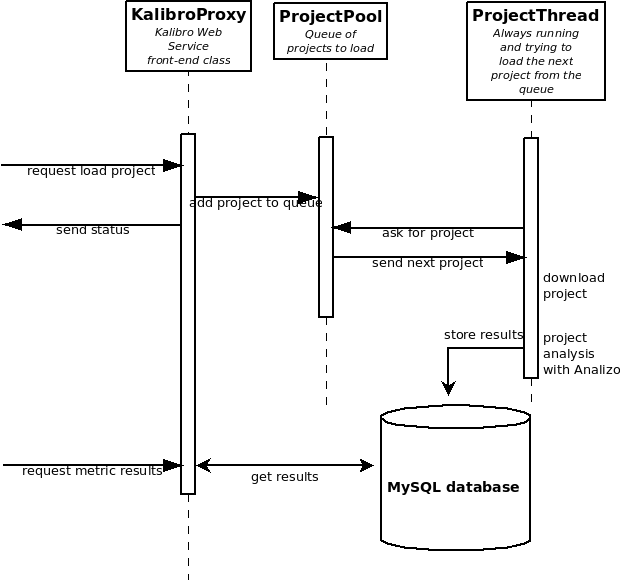 KalibroProxy
Kalibro Web
Service
front-end class
ProjectPool
Queue of
projects to load
ProjectThread
Always running
and trying to
load the next
project from the
queue
request load project
add project to queue
send status
ask for project
send next project
download
project
store results
project
analysis
with Analizo
request metric results
get results
MySQL database